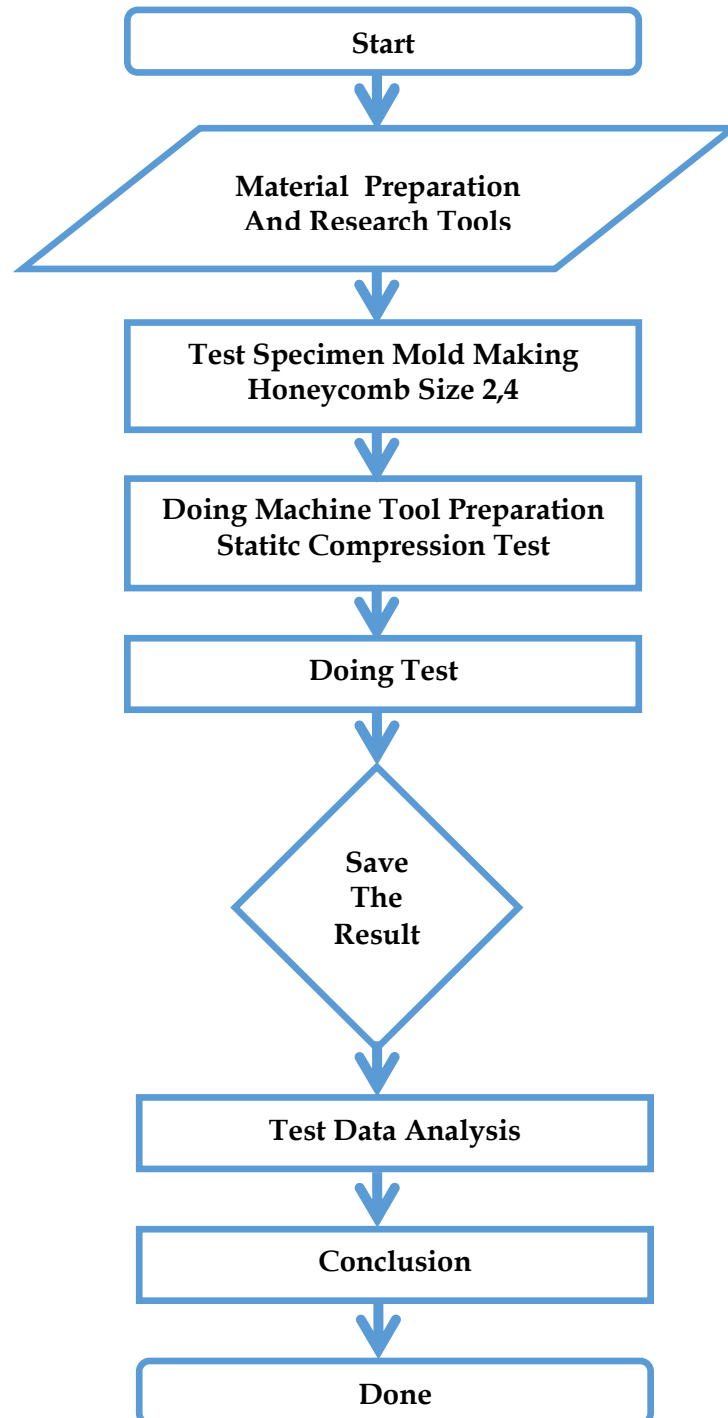 Start
Material Preparation
And Research Tools
Test Specimen Mold Making
Honeycomb Size 2,4
Doing Machine Tool Preparation
Statitc Compression Test
Doing Test
Save
The
Result
Test Data Analysis
Conclusion
Done